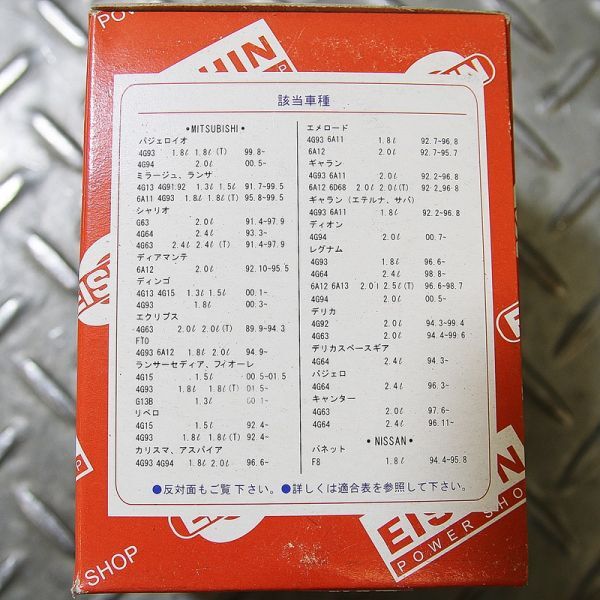 POWER SHOP
SHIN
EISHIN
該当車種
•MITSUBISHI•
パジェロイオ
4G93 1.8ℓ 1.8ℓ(T) 99.8~
4G94 2.0ℓ 00.5~
ミラージュ、ランサ
4G13 4G91.92 1.3ℓ 1.5ℓ 91.7~99.5
6A11 4G93 1.8ℓ 1.8ℓ(T) 95.8~99.5
シャリオ
G63 2.0ℓ 91.4~97.9
4G64 2.4ℓ 93.3~
4G63 2.4ℓ 2.4ℓ(T) 91.4~97.9
ディアマンテ
6A12 2.0ℓ 92.10~95.5
ディンゴ
4G13 4G15 1.3ℓ 1.5ℓ 00.1~
4G93 1.8ℓ 00.3~
エクリプス
4G63 2.0ℓ 2.0ℓ(T) 89.9~94.3
FTO
4G93 6A12 1.8ℓ 2.0ℓ 94.9~
ランサーセディア、フィオーレ
4G15 1.5ℓ 00.5~01.5
4G93 1.8ℓ 1.8ℓ(T) 01.5~
G13B 1.3ℓ 00.1~
リベロ
4G15 1.5ℓ 92.4~
4G93 1.8ℓ 1.8ℓ(T) 92.4~
カリスマ、アスパイア
4G93 4G94 1.8ℓ 2.0ℓ 96.6~
エメロード
4G93 6A11 1.8ℓ 92.7~96.8
6A12 2.0ℓ 92.7~95.7
ギャラン
4G93 6A11 2.0ℓ 92.2~96.8
6A12 6D68 2.0ℓ 2.0ℓ(T) 92.2,96.8
ギャラン(エテルナ、サバ)
4G93 6A11 1.8ℓ 92.2~96.8
ディオン
4G94 2.0ℓ 00.7~
レグナム
4G93 1.8ℓ 96.6~
4G64 2.4ℓ 98.8~
6A12 6A13 2.0l 2.5ℓ(T) 96.6~98.7
4G94 2.0ℓ 00.5~
デリカ
4G92 2.0ℓ 94.3~99.4
4G63 2.0ℓ 94.4~99.6
デリカスペースギア
4G64 2.4ℓ 94.3~
パジェロ
4G64 2.4ℓ 96.3~
キャンター
4G63 2.0ℓ 97.6~
4G64 2.4ℓ 96.11~
•NISSAN•
バネット
F8 1.8ℓ 94.4~95.8
●反対面もご覧 下さい。●詳しくは適合表を参照して下さい。
SHOP
POWER SHOP